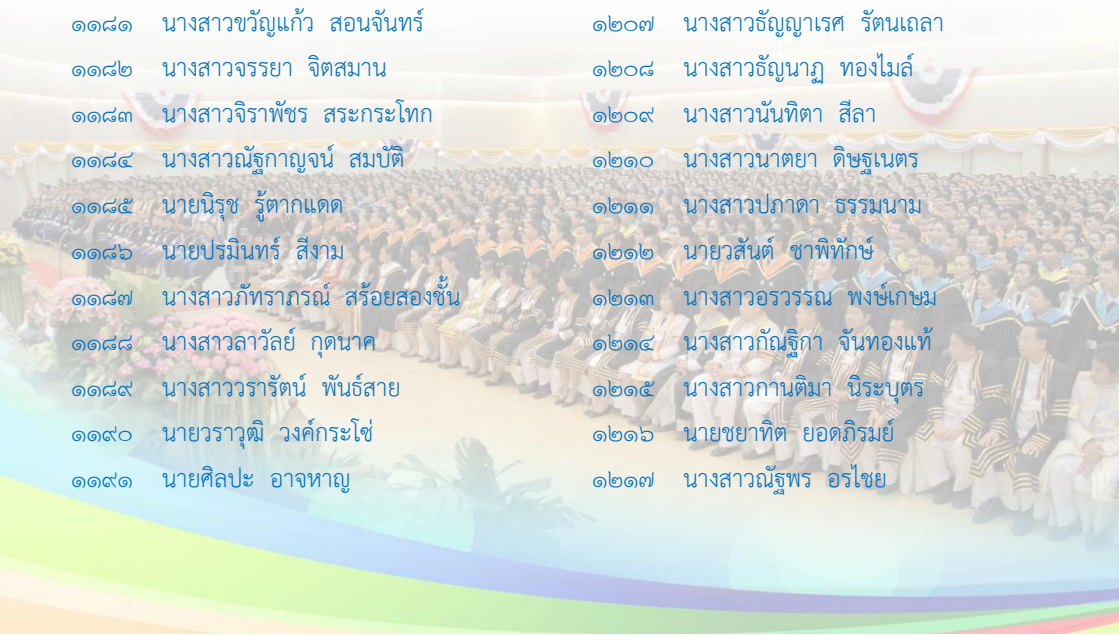 ๑๑๘๑ นางสาวขวัญแก้ว สอนจันทร์
๑๑๘๒ นางสาวจรรยา จิตสมาน
๑๑๘๓ นางสาวจิราพัชร สระกระโทก
๑๑๘๔ นางสาวณัฐกาญจน์ สมบัติ
๑๑๘๕ นายนิรุช รู้ตากแดด
๑๑๘๖ นายปรมินทร์ สีงาม
๑๑๘๗ นางสาวภัทราภรณ์ สร้อยสองชั้น
๑๑๘๘ นางสาวลาวัลย์ กุดนาค
๑๑๘๙ นางสาววรารัตน์ พันธ์สาย
๑๑๙๐ นายวราวุฒิ วงค์กระโซ่
๑๑๙๑ นายศิลปะ อาจหาญ
๑๒๐๗ นางสาวธัญญาเรศ รัตนเถลา
๑๒๐๘ นางสาวธัญนาฏ ทองไมล์
๑๒๐๙ นางสาวนันทิตา สีลา
๑๒๑๐ นางสาวนาตยา ดิษฐเนตร
๑๒๑๑ นางสาวปภาดา ธรรมนาม
๑๒๑๒ นายวสันต์ ชาพิทักษ์
๑๒๑๓ นางสาวอรวรรณ พงษ์เกษม
๑๒๑๔ นางสาวกัณฐิกา จันทองแท้
๑๒๑๕ นางสาวกานติมา นิระบุตร
๑๒๑๖ นายชยาทิต ยอดภิรมย์
๑๒๑๗ นางสาวณัฐพร อรไชย